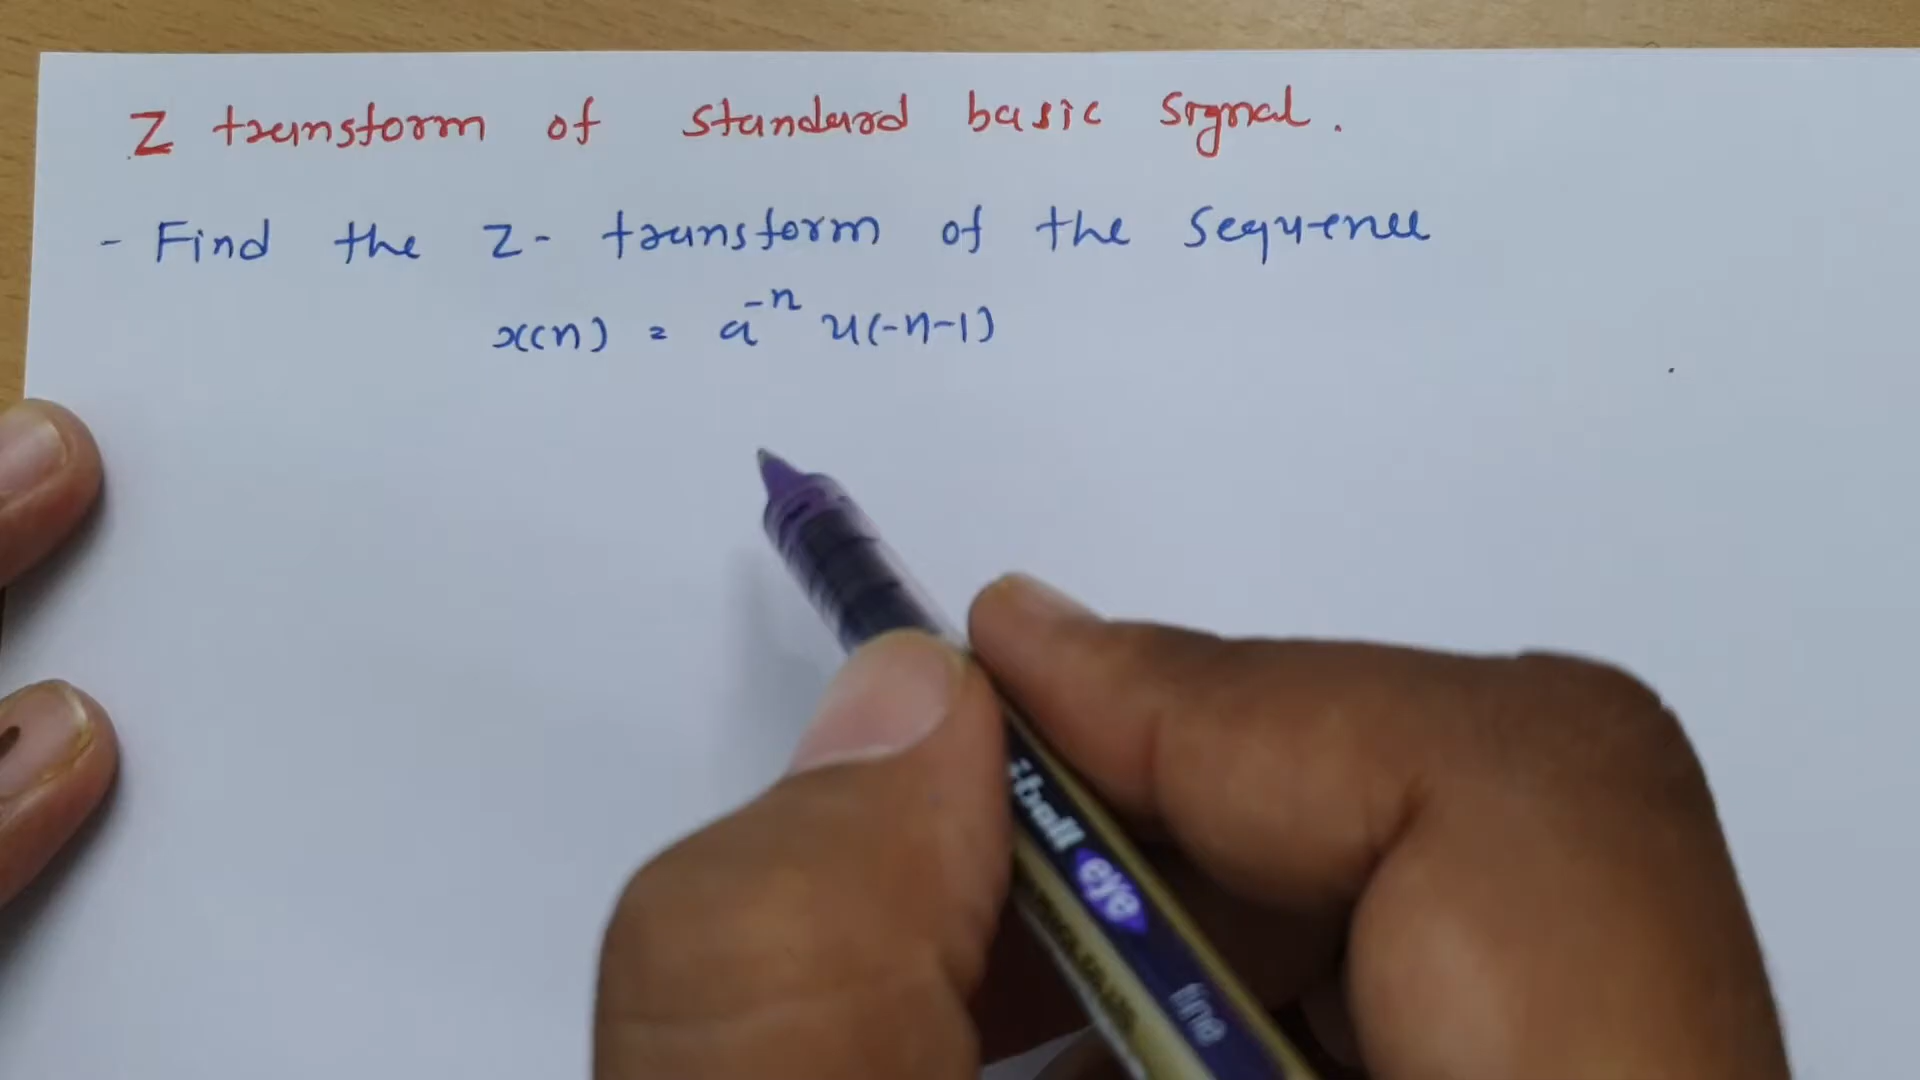 Z transform of standard basic signal.
- Find the z- transform of the sequence
x(n) = a⁻ⁿ u(-n-1)
i-ball eye fine